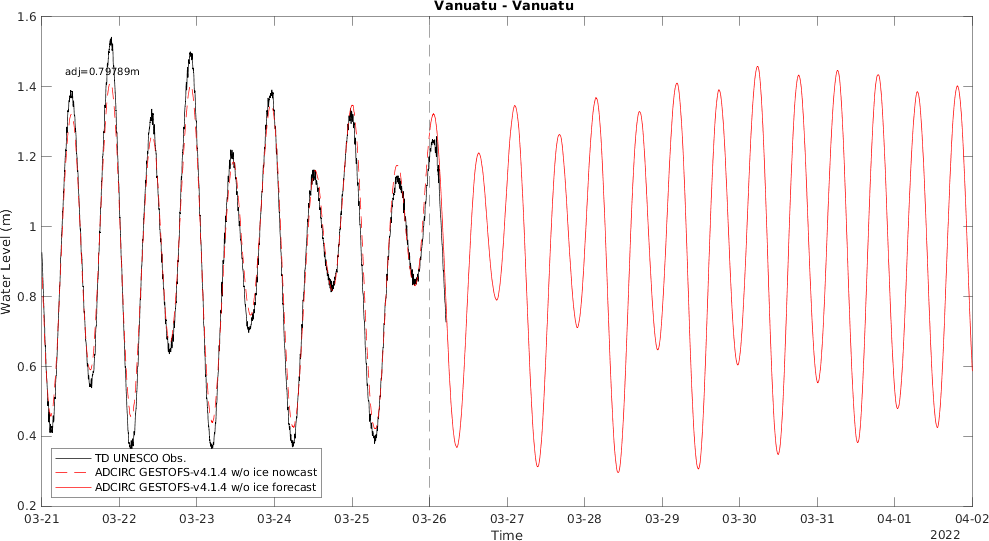 Vanuatu - Vanuatu
1.6
1.4
1.2
1
0.8
0.6
0.4
0.2
Water Level (m)
adj=0.79789m
TD UNESCO Obs.
ADCIRC GESTOFS-v4.1.4 w/o ice nowcast
ADCIRC GESTOFS-v4.1.4 w/o ice forecast
03-21 03-22 03-23 03-24 03-25 03-26 03-27 03-28 03-29 03-30 03-31 04-01 04-02
Time
2022